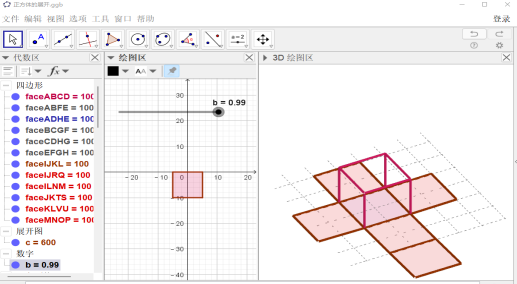 正方体的展开.ggb
文件 编辑 视图 选项 工具 窗口 帮助
登录
a=2
代数区
绘图区
3D 绘图区
fx
AA
四边形
faceABCD = 100
faceABFE = 100
faceADHE = 100
faceBCGF = 100
faceCDHG = 100
faceEFGH = 100
faceIJKL = 100
faceIJRQ = 100
faceILNM = 100
faceJKTS = 100
faceKLVU = 100
faceMNOP = 100
展开图
c = 600
数字
b = 0.99
b = 0.99
30
20
10
-20
-10
0
10
20
-10
-20
-30
-40